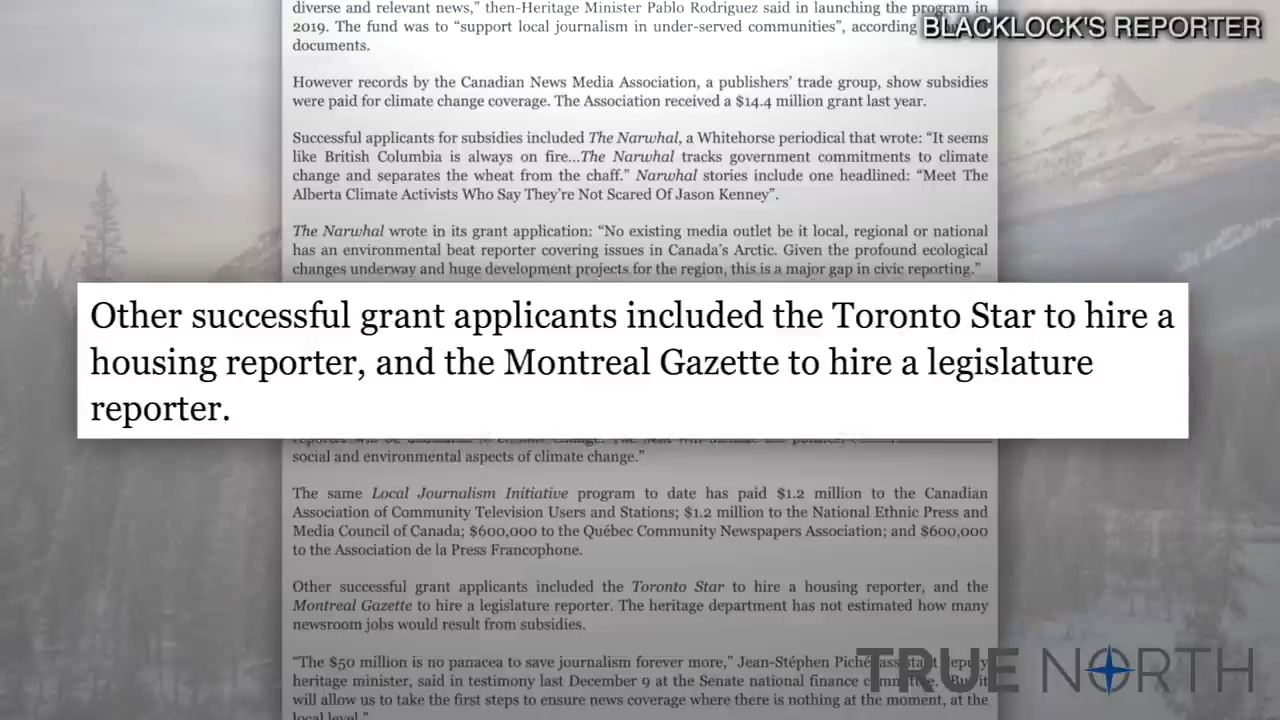 diverse and relevant news,” then-Heritage Minister Pablo Rodriguez said in launching the program in
BLACKLOCK'S REPORTER
2019. The fund was to “support local journalism in under-served communities”, according
documents.
However records by the Canadian News Media Association, a publishers’ trade group, show subsidies
were paid for climate change coverage. The Association received a $14.4 million grant last year.
Successful applicants for subsidies included The Narwhal, a Whitehorse periodical that wrote: “It seems
like British Columbia is always on fire...The Narwhal tracks government commitments to climate
change and separates the wheat from the chaff.” Narwhal stories include one headlined: “Meet The
Alberta Climate Activists Who Say They’re Not Scared Of Jason Kenney”.
The Narwhal wrote in its grant application: “No existing media outlet be it local, regional or national
has an environmental beat reporter covering issues in Canada’s Arctic. Given the profound ecological
changes underway and huge development projects for the region, this is a major gap in civic reporting.”
Other successful grant applicants included the Toronto Star to hire a
housing reporter, and the Montreal Gazette to hire a legislature
reporter.
social and environmental aspects of climate change.”
The same Local Journalism Initiative program to date has paid $1.2 million to the Canadian
Association of Community Television Users and Stations; $1.2 million to the National Ethnic Press and
Media Council of Canada; $600,000 to the Québec Community Newspapers Association; and $600,000
to the Association de la Press Francophone.
Other successful grant applicants included the Toronto Star to hire a housing reporter, and the
Montreal Gazette to hire a legislature reporter. The heritage department has not estimated how many
newsroom jobs would result from subsidies.
“The $50 million is no panacea to save journalism forever more,” Jean-Stéphen Piché, assistant deputy
heritage minister, said in testimony last December 9 at the Senate national finance committee. “But it
will allow us to take the first steps to ensure news coverage where there is nothing at the moment, at the
local level.”
TRUE NORTH